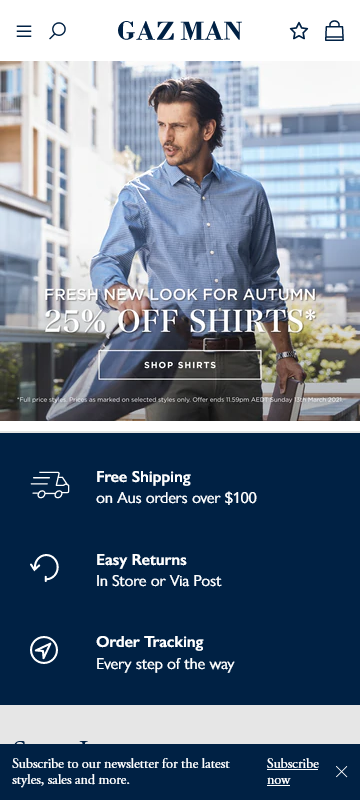 GAZ MAN
FRESH NEW LOOK FOR AUTUMN
25% OFF SHIRTS*
SHOP SHIRTS
*Full price styles. Prices as marked on selected styles only. Offer ends 11.59pm AEDT Sunday 13th March 2021
Free Shipping
on Aus orders over $100
Easy Returns
In Store or Via Post
Order Tracking
Every step of the way
Subscribe to our newsletter for the latest
styles, sales and more.
Subscribe
now